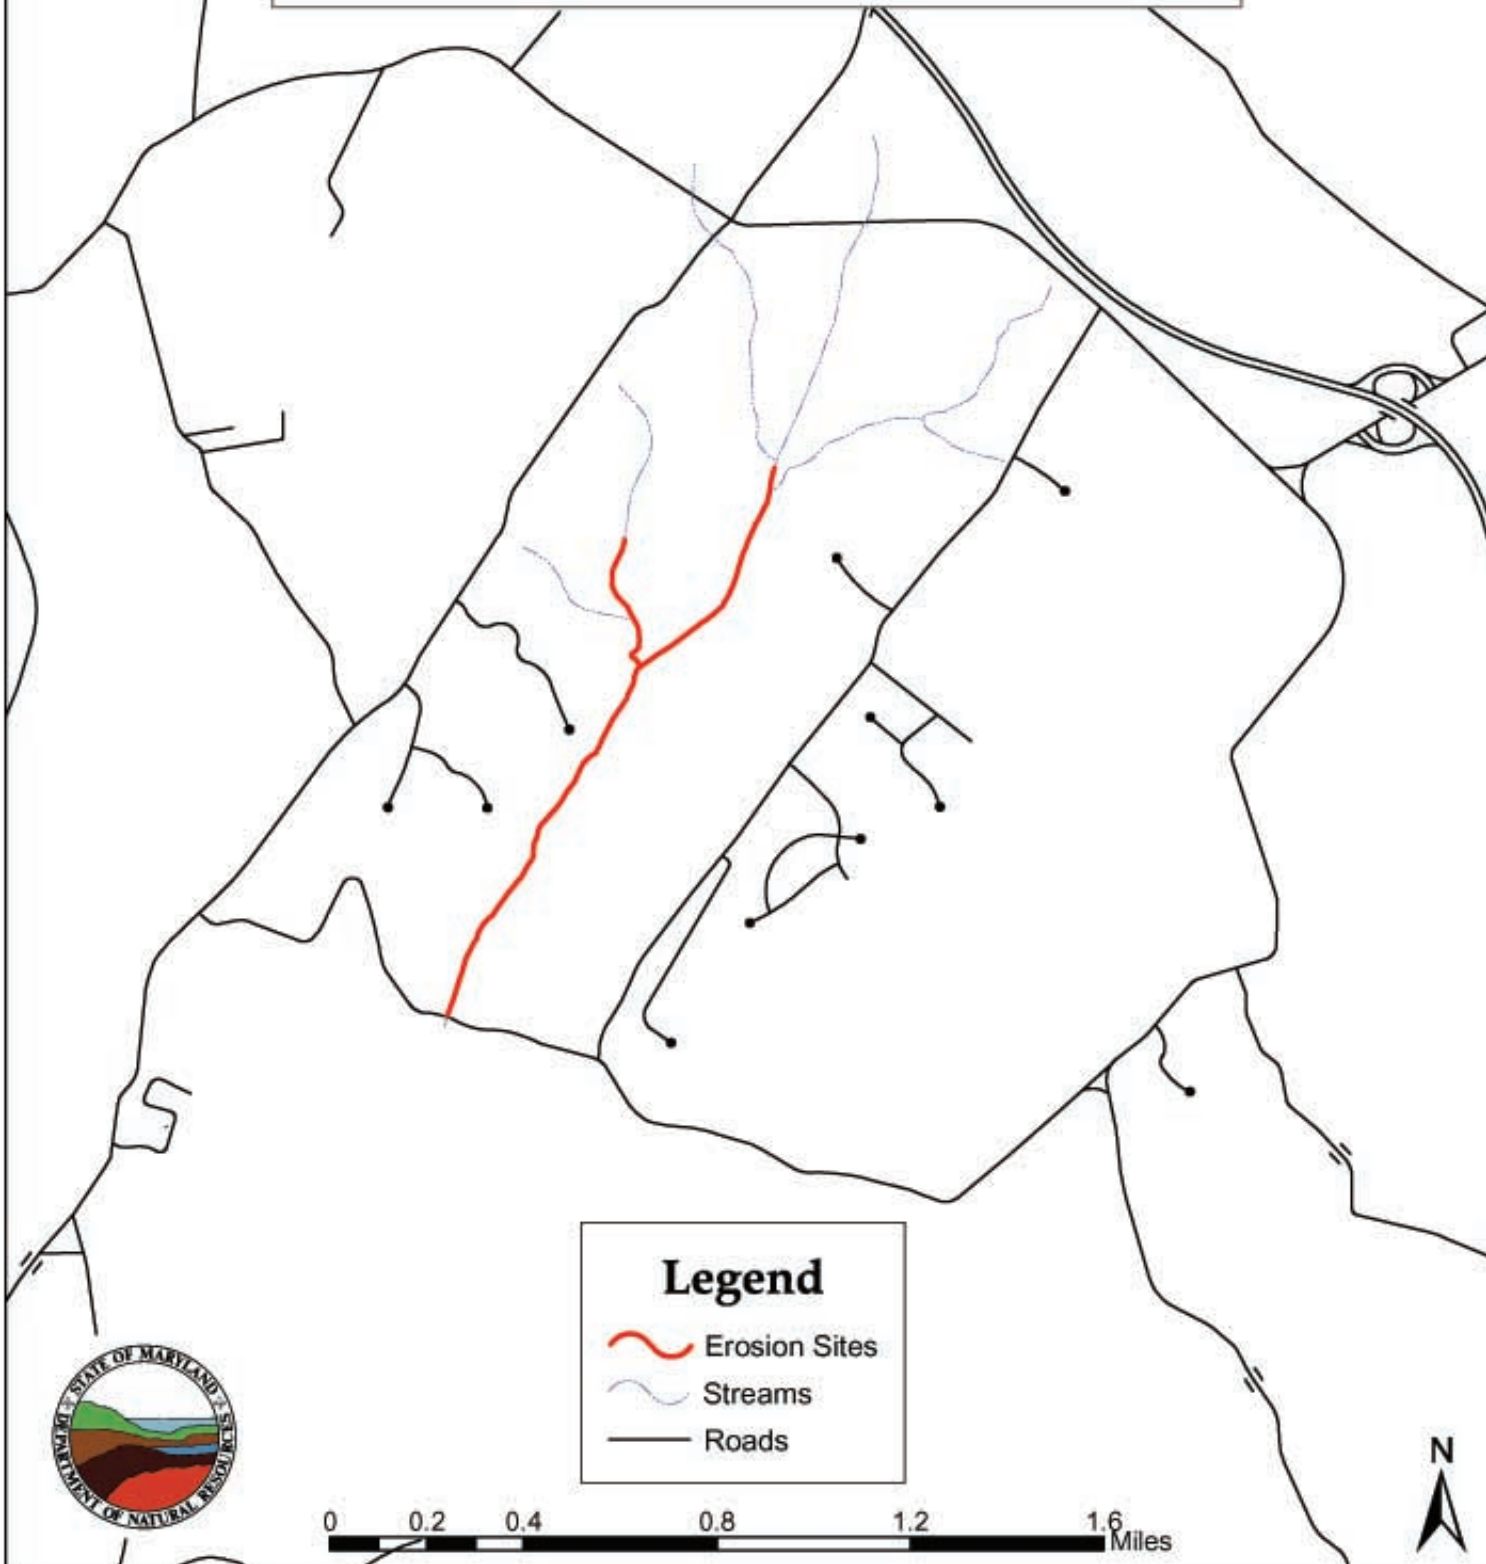 Legend
Erosion Sites
Streams
Roads
STATE OF MARYLAND
DEPARTMENT OF NATURAL RESOURCES
N
0 0.2 0.4 0.8 1.2 1.6
Miles